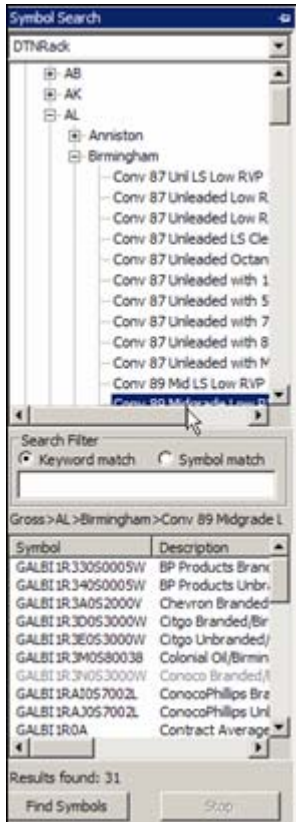 Symbol Search
DTNRack
AB
AK
AL
Anniston
Birmingham
Conv 87 Unl LS Low RVP
Conv 87 Unleaded Low R
Conv 87 Unleaded Low R
Conv 87 Unleaded LS Cle
Conv 87 Unleaded Octan
Conv 87 Unleaded with 1
Conv 87 Unleaded with 5
Conv 87 Unleaded with 7
Conv 87 Unleaded with 8
Conv 87 Unleaded with M
Conv 89 Mid LS Low RVP
Conv 89 Midgrade Low R
Search Filter
Keyword match Symbol match
Gross>AL>Birmingham>Conv 89 Midgrade L
Symbol Description
GALBI1R330S0005W BP Products Branc
GALBI1R340S0005W BP Products Unbr
GALBI1R3A0S2000V Chevron Branded
GALBI1R3D0S3000W Citgo Branded/Bir
GALBI1R3E0S3000W Citgo Unbranded/
GALBI1R3M0S80038 Colonial Oil/Birmin
GALBI1R3N0S3000W Conoco Branded/
GALBI1RAI0S7002L ConocoPhillips Bra
GALBI1RAJ0S7002L ConocoPhillips Unl
GALBI1R0A Contract Average
Results found: 31
Find Symbols Stop